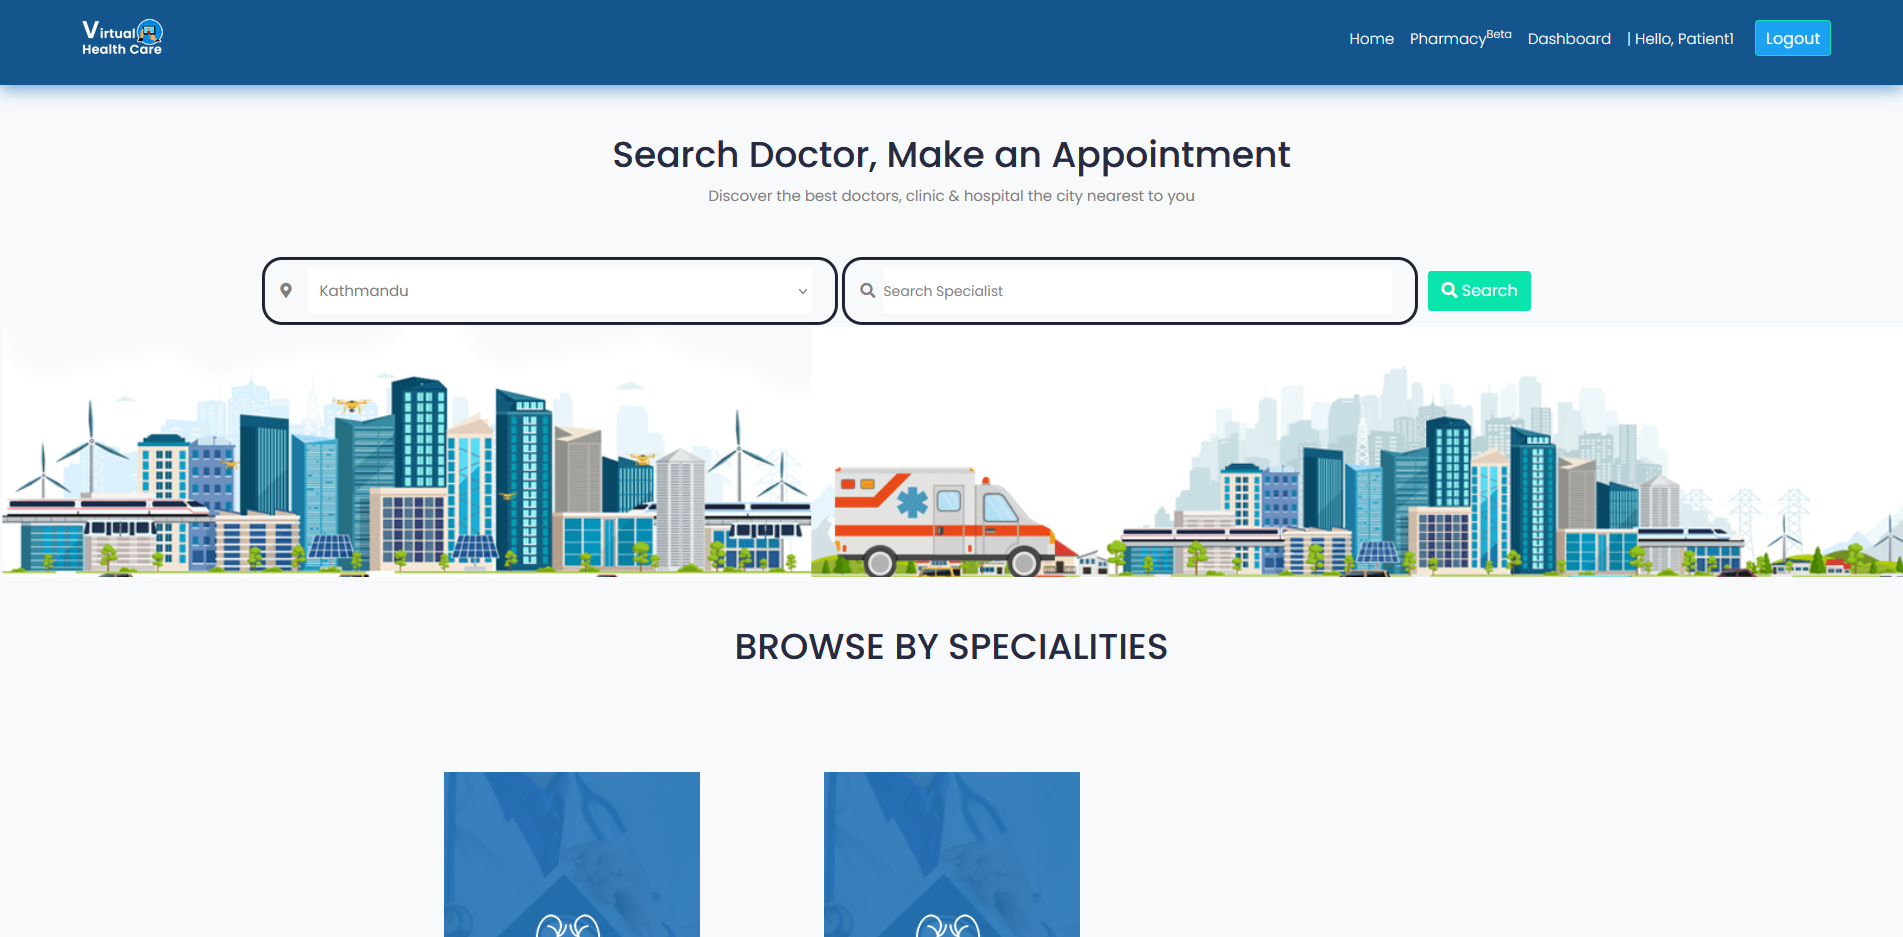 Virtual
Health Care
Home Pharmacy Beta Dashboard | Hello, Patient1 Logout
Search Doctor, Make an Appointment
Discover the best doctors, clinic & hospital the city nearest to you
Kathmandu Search Specialist Search
BROWSE BY SPECIALITIES